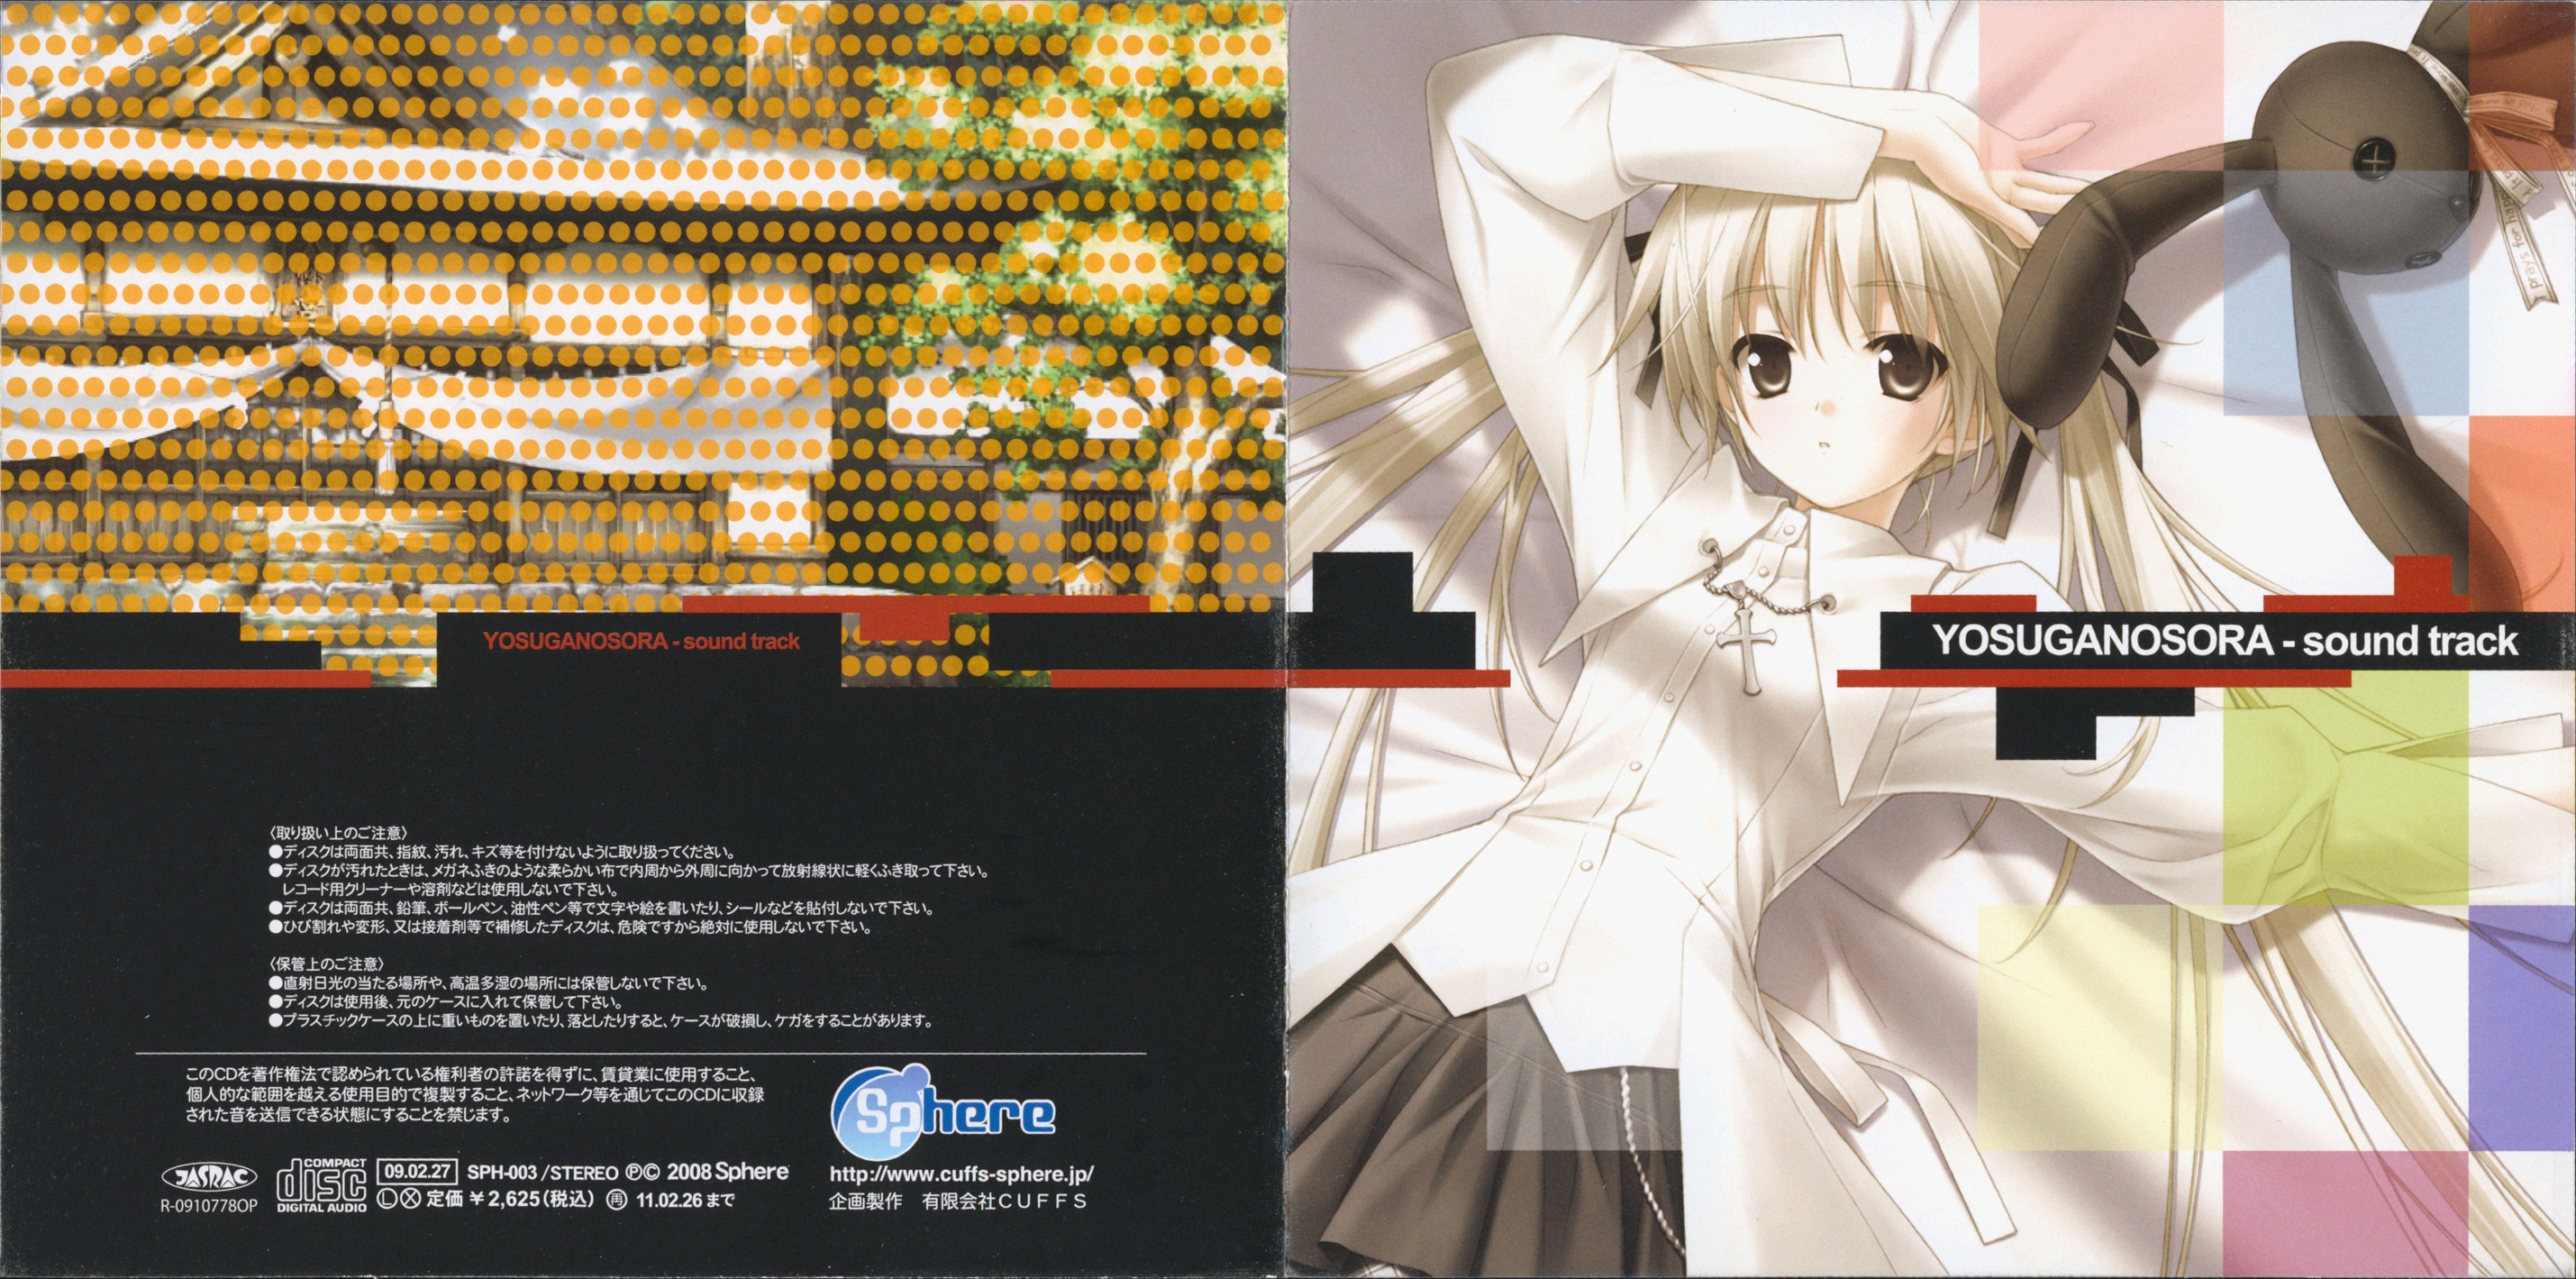 YOSUGANOSORA - sound track
〈取り扱い上のご注意〉
●ディスクは両面共、指紋、汚れ、キズ等を付けないように取り扱ってください。
●ディスクが汚れたときは、メガネふきのような柔らかい布で内周から外周に向かって放射線状に軽くふき取って下さい。
レコード用クリーナーや溶剤などは使用しないで下さい。
●ディスクは両面共、鉛筆、ボールペン、油性ペン等で文字や絵を書いたり、シールなどを貼付しないで下さい。
●ひび割れや変形、又は接着剤等で補修したディスクは、危険ですから絶対に使用しないで下さい。
〈保管上のご注意〉
●直射日光の当たる場所や、高温多湿の場所には保管しないで下さい。
●ディスクは使用後、元のケースに入れて保管して下さい。
●プラスチックケースの上に重いものを置いたり、落としたりすると、ケースが破損し、ケガをすることがあります。
このCDを著作権法で認められている権利者の許諾を得ずに、賃貸業に使用すること、
個人的な範囲を越える使用目的で複製すること、ネットワーク等を通じてこのCDに収録
された音を送信できる状態にすることを禁じます。
JASRAC
R-0910778OP
COMPACT
disc
DIGITAL AUDIO
09.02.27 SPH-003 /STEREO Ⓟ© 2008 Sphere
Ⓛ Ⓧ 定価 ¥2,625(税込) 再 11.02.26 まで
Sphere
http://www.cuffs-sphere.jp/
企画製作 有限会社CUFFS
YOSUGANOSORA - sound track
prays for happ